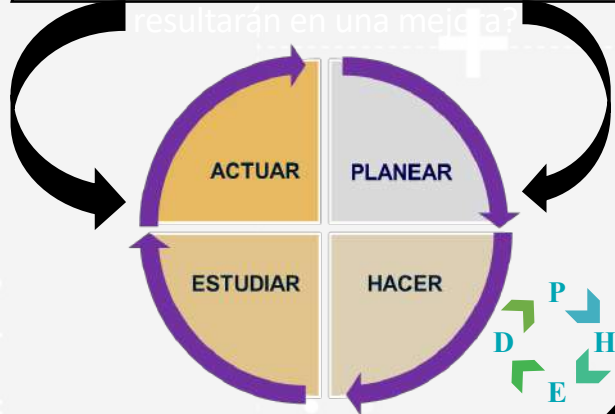 resultarán en una mejora?
ACTUAR PLANEAR
ESTUDIAR HACER
P
D H
E